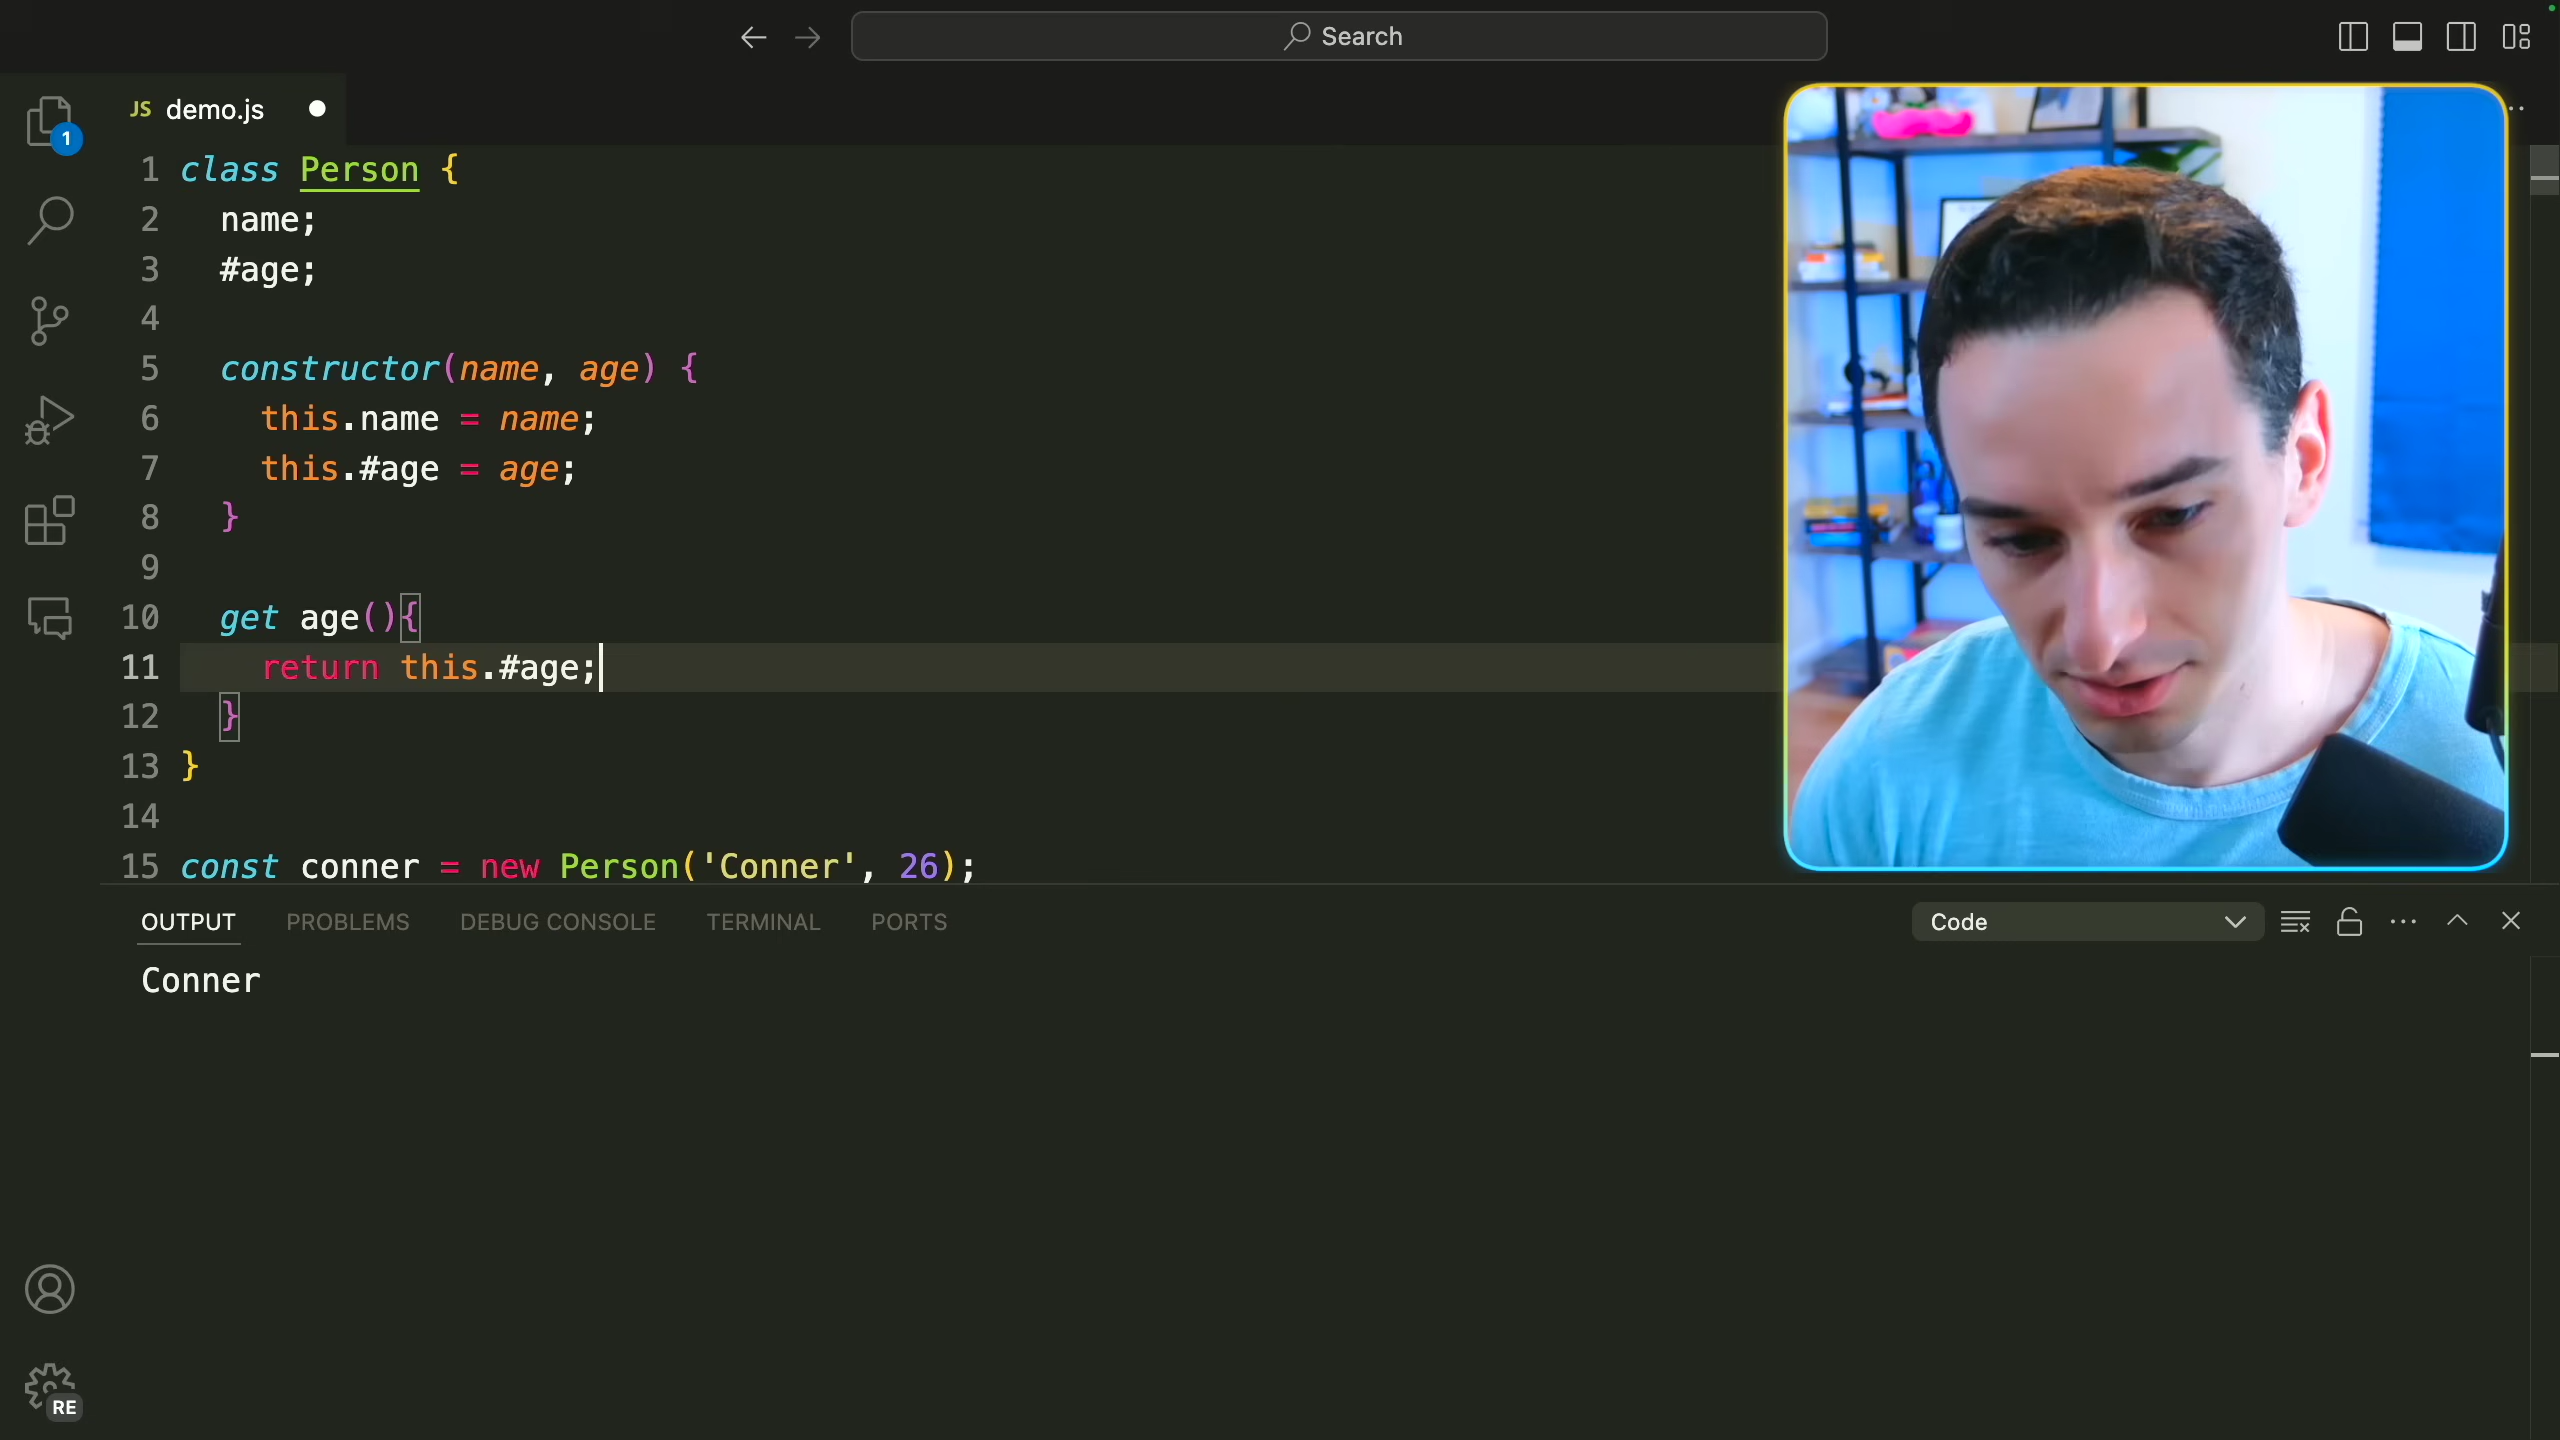 Search
JS demo.js
1
1 class Person {
2 name;
3 #age;
4
5 constructor(name, age) {
6 this.name = name;
7 this.#age = age;
8 }
9
10 get age(){
11 return this.#age;
12 }
13 }
14
15 const conner = new Person('Conner', 26);
OUTPUT PROBLEMS DEBUG CONSOLE TERMINAL PORTS Code
Conner
RE